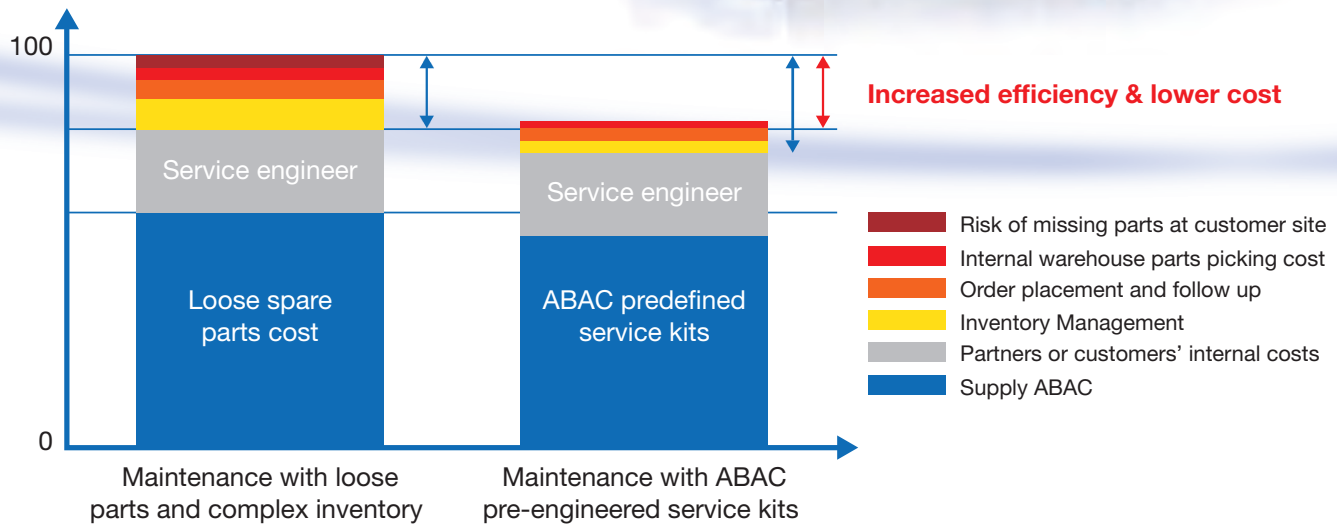 100
Increased efficiency & lower cost
Service engineer
Service engineer
Loose spare
parts cost
ABAC predefined
service kits
Risk of missing parts at customer site
Internal warehouse parts picking cost
Order placement and follow up
Inventory Management
Partners or customers’ internal costs
Supply ABAC
0
Maintenance with loose
parts and complex inventory
Maintenance with ABAC
pre-engineered service kits